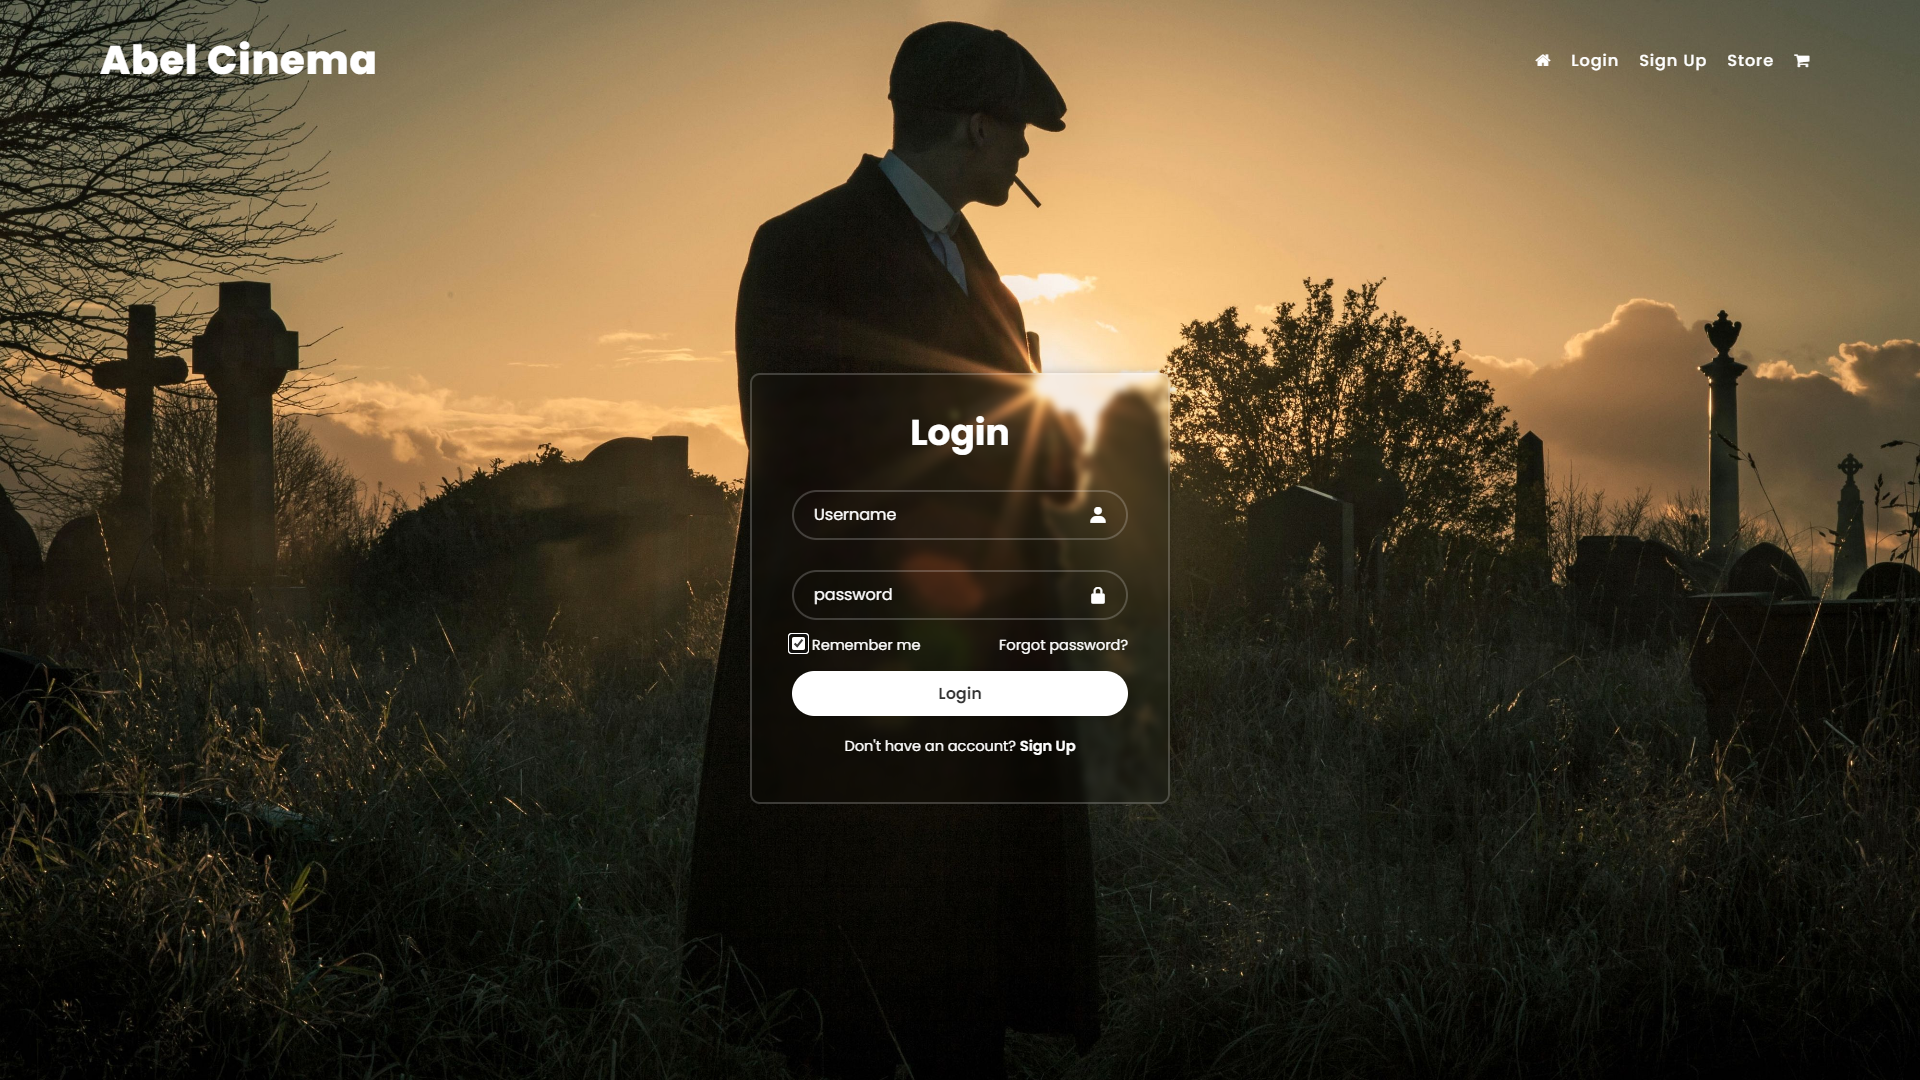 Abel Cinema
Login Sign Up Store
Login
Username
password
Remember me Forgot password?
Login
Don't have an account? Sign Up